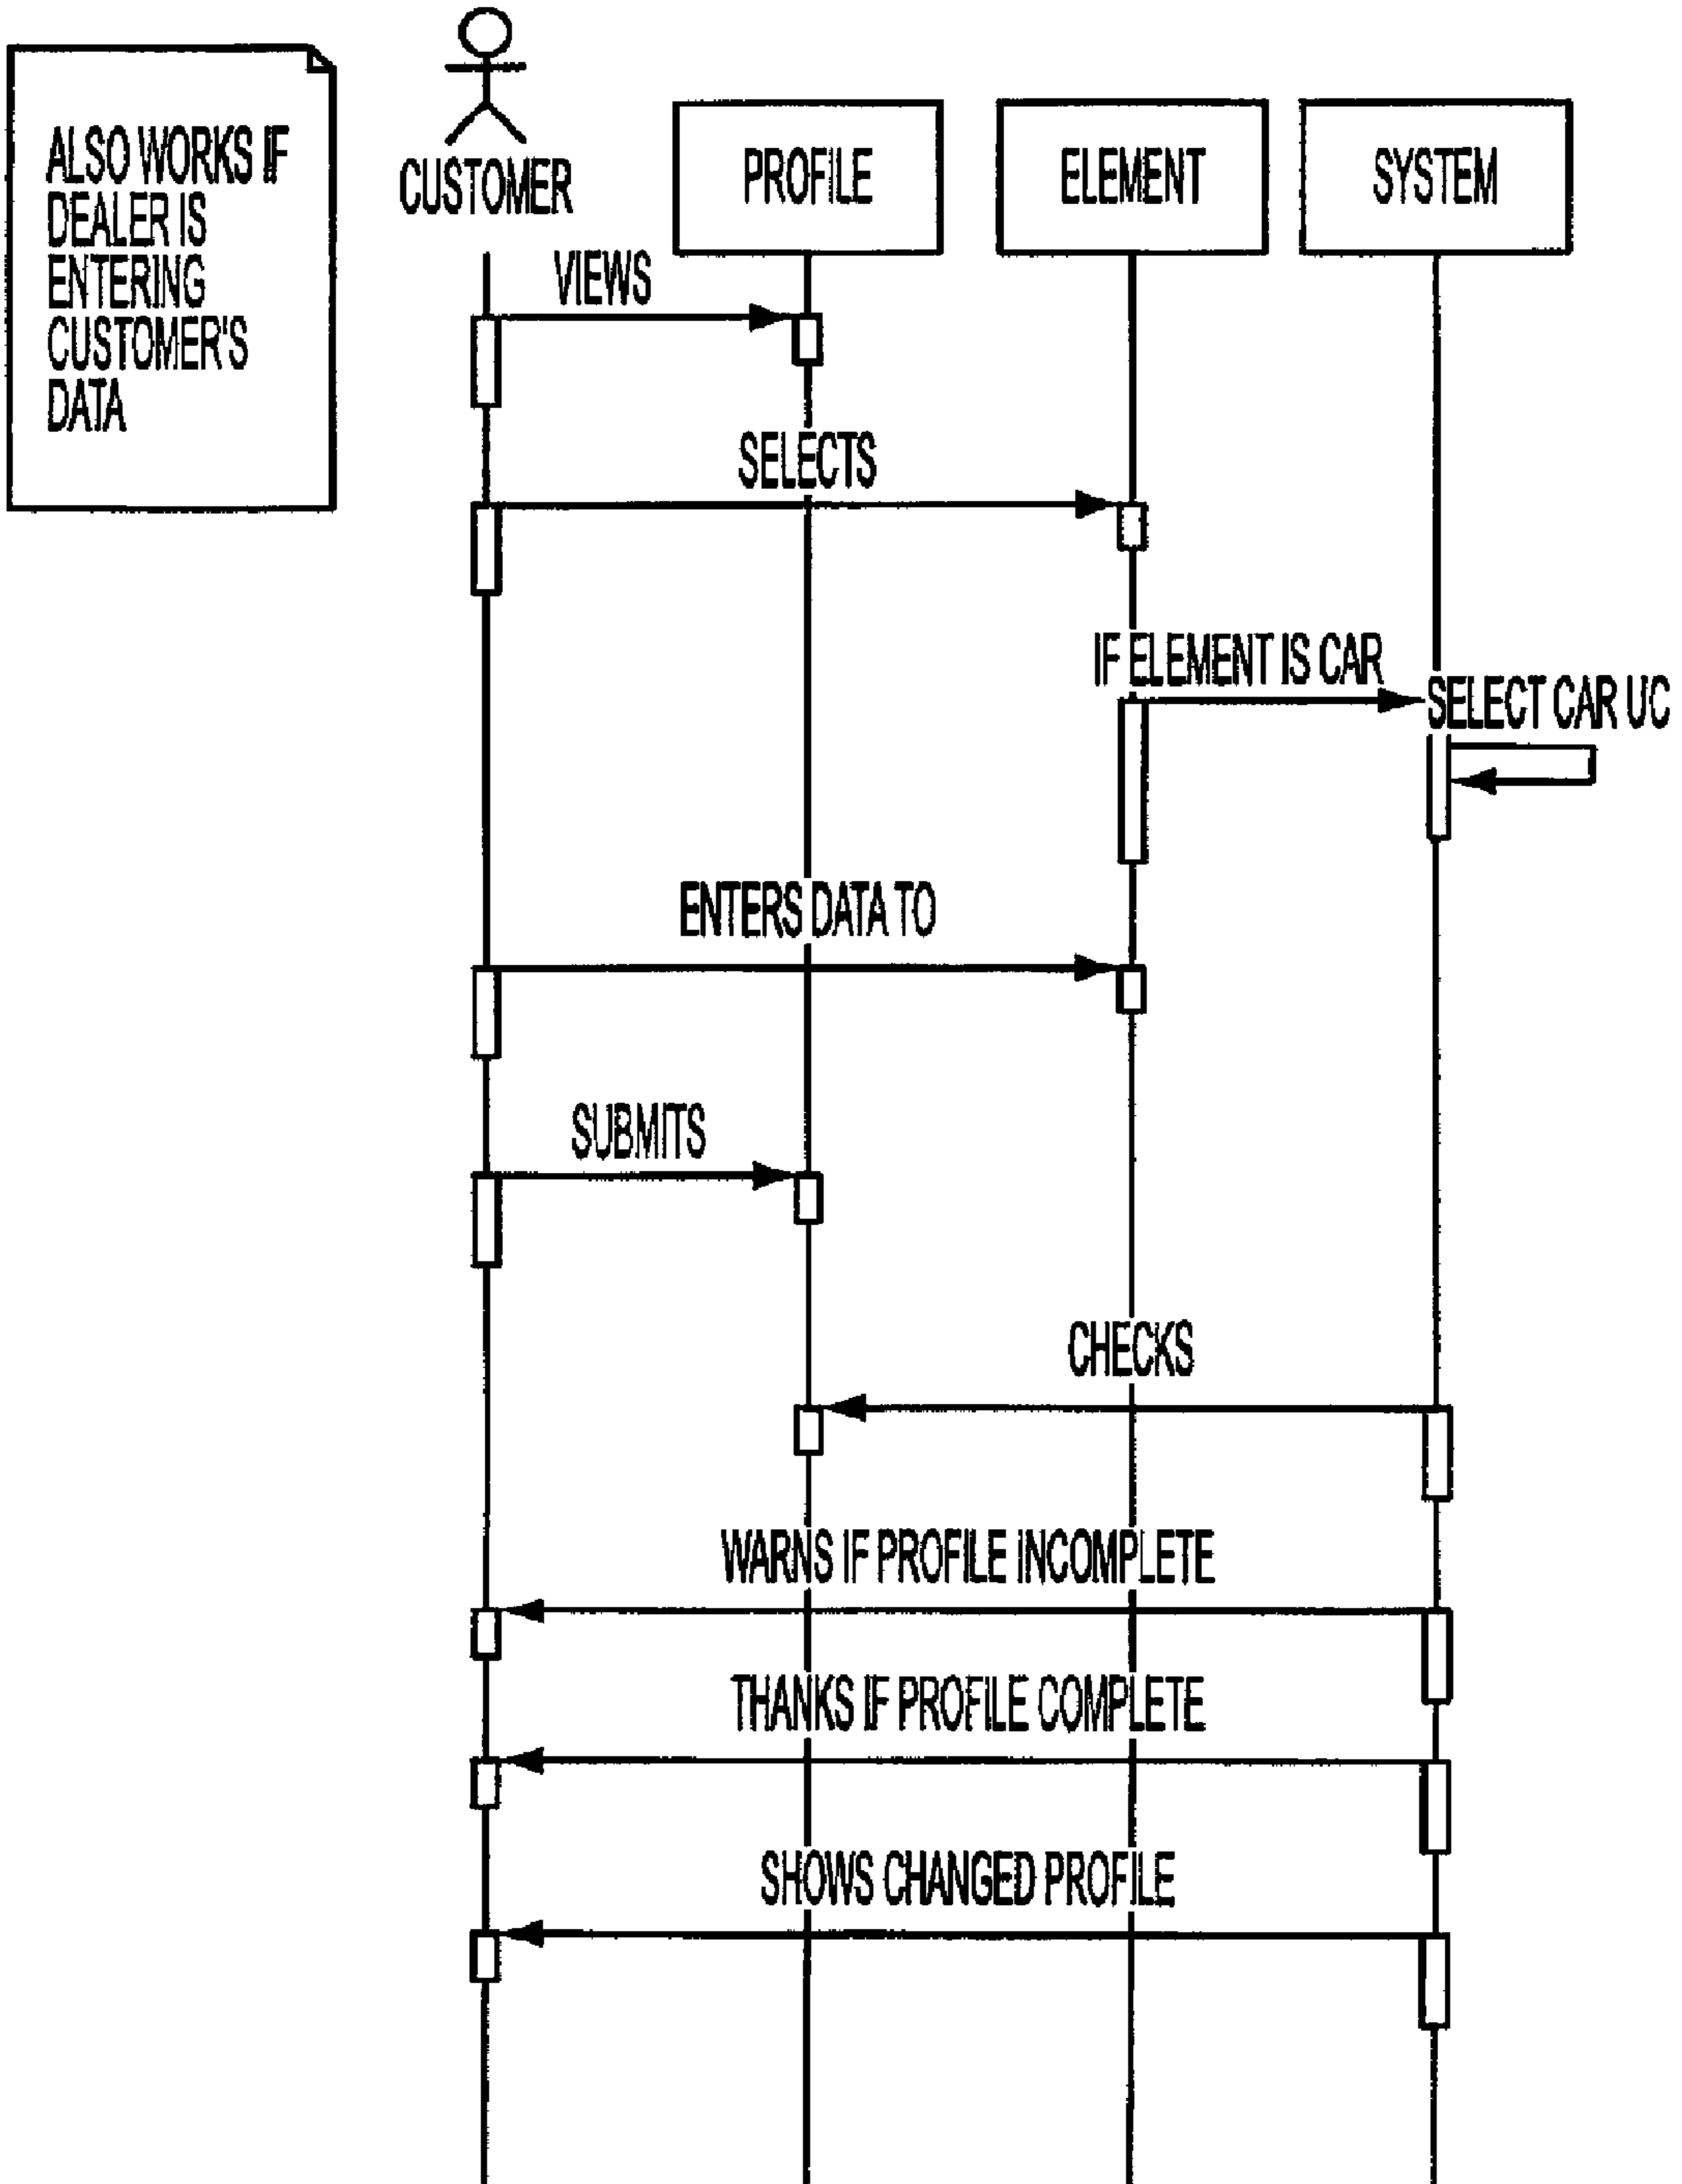 ALSO WORKS IF
DEALER IS
ENTERING
CUSTOMER'S
DATA
CUSTOMER
PROFILE
ELEMENT
SYSTEM
VIEWS
SELECTS
IF ELEMENT IS CAR
SELECT CAR UC
ENTERS DATA TO
SUBMITS
CHECKS
WARNS IF PROFILE INCOMPLETE
THANKS IF PROFILE COMPLETE
SHOWS CHANGED PROFILE